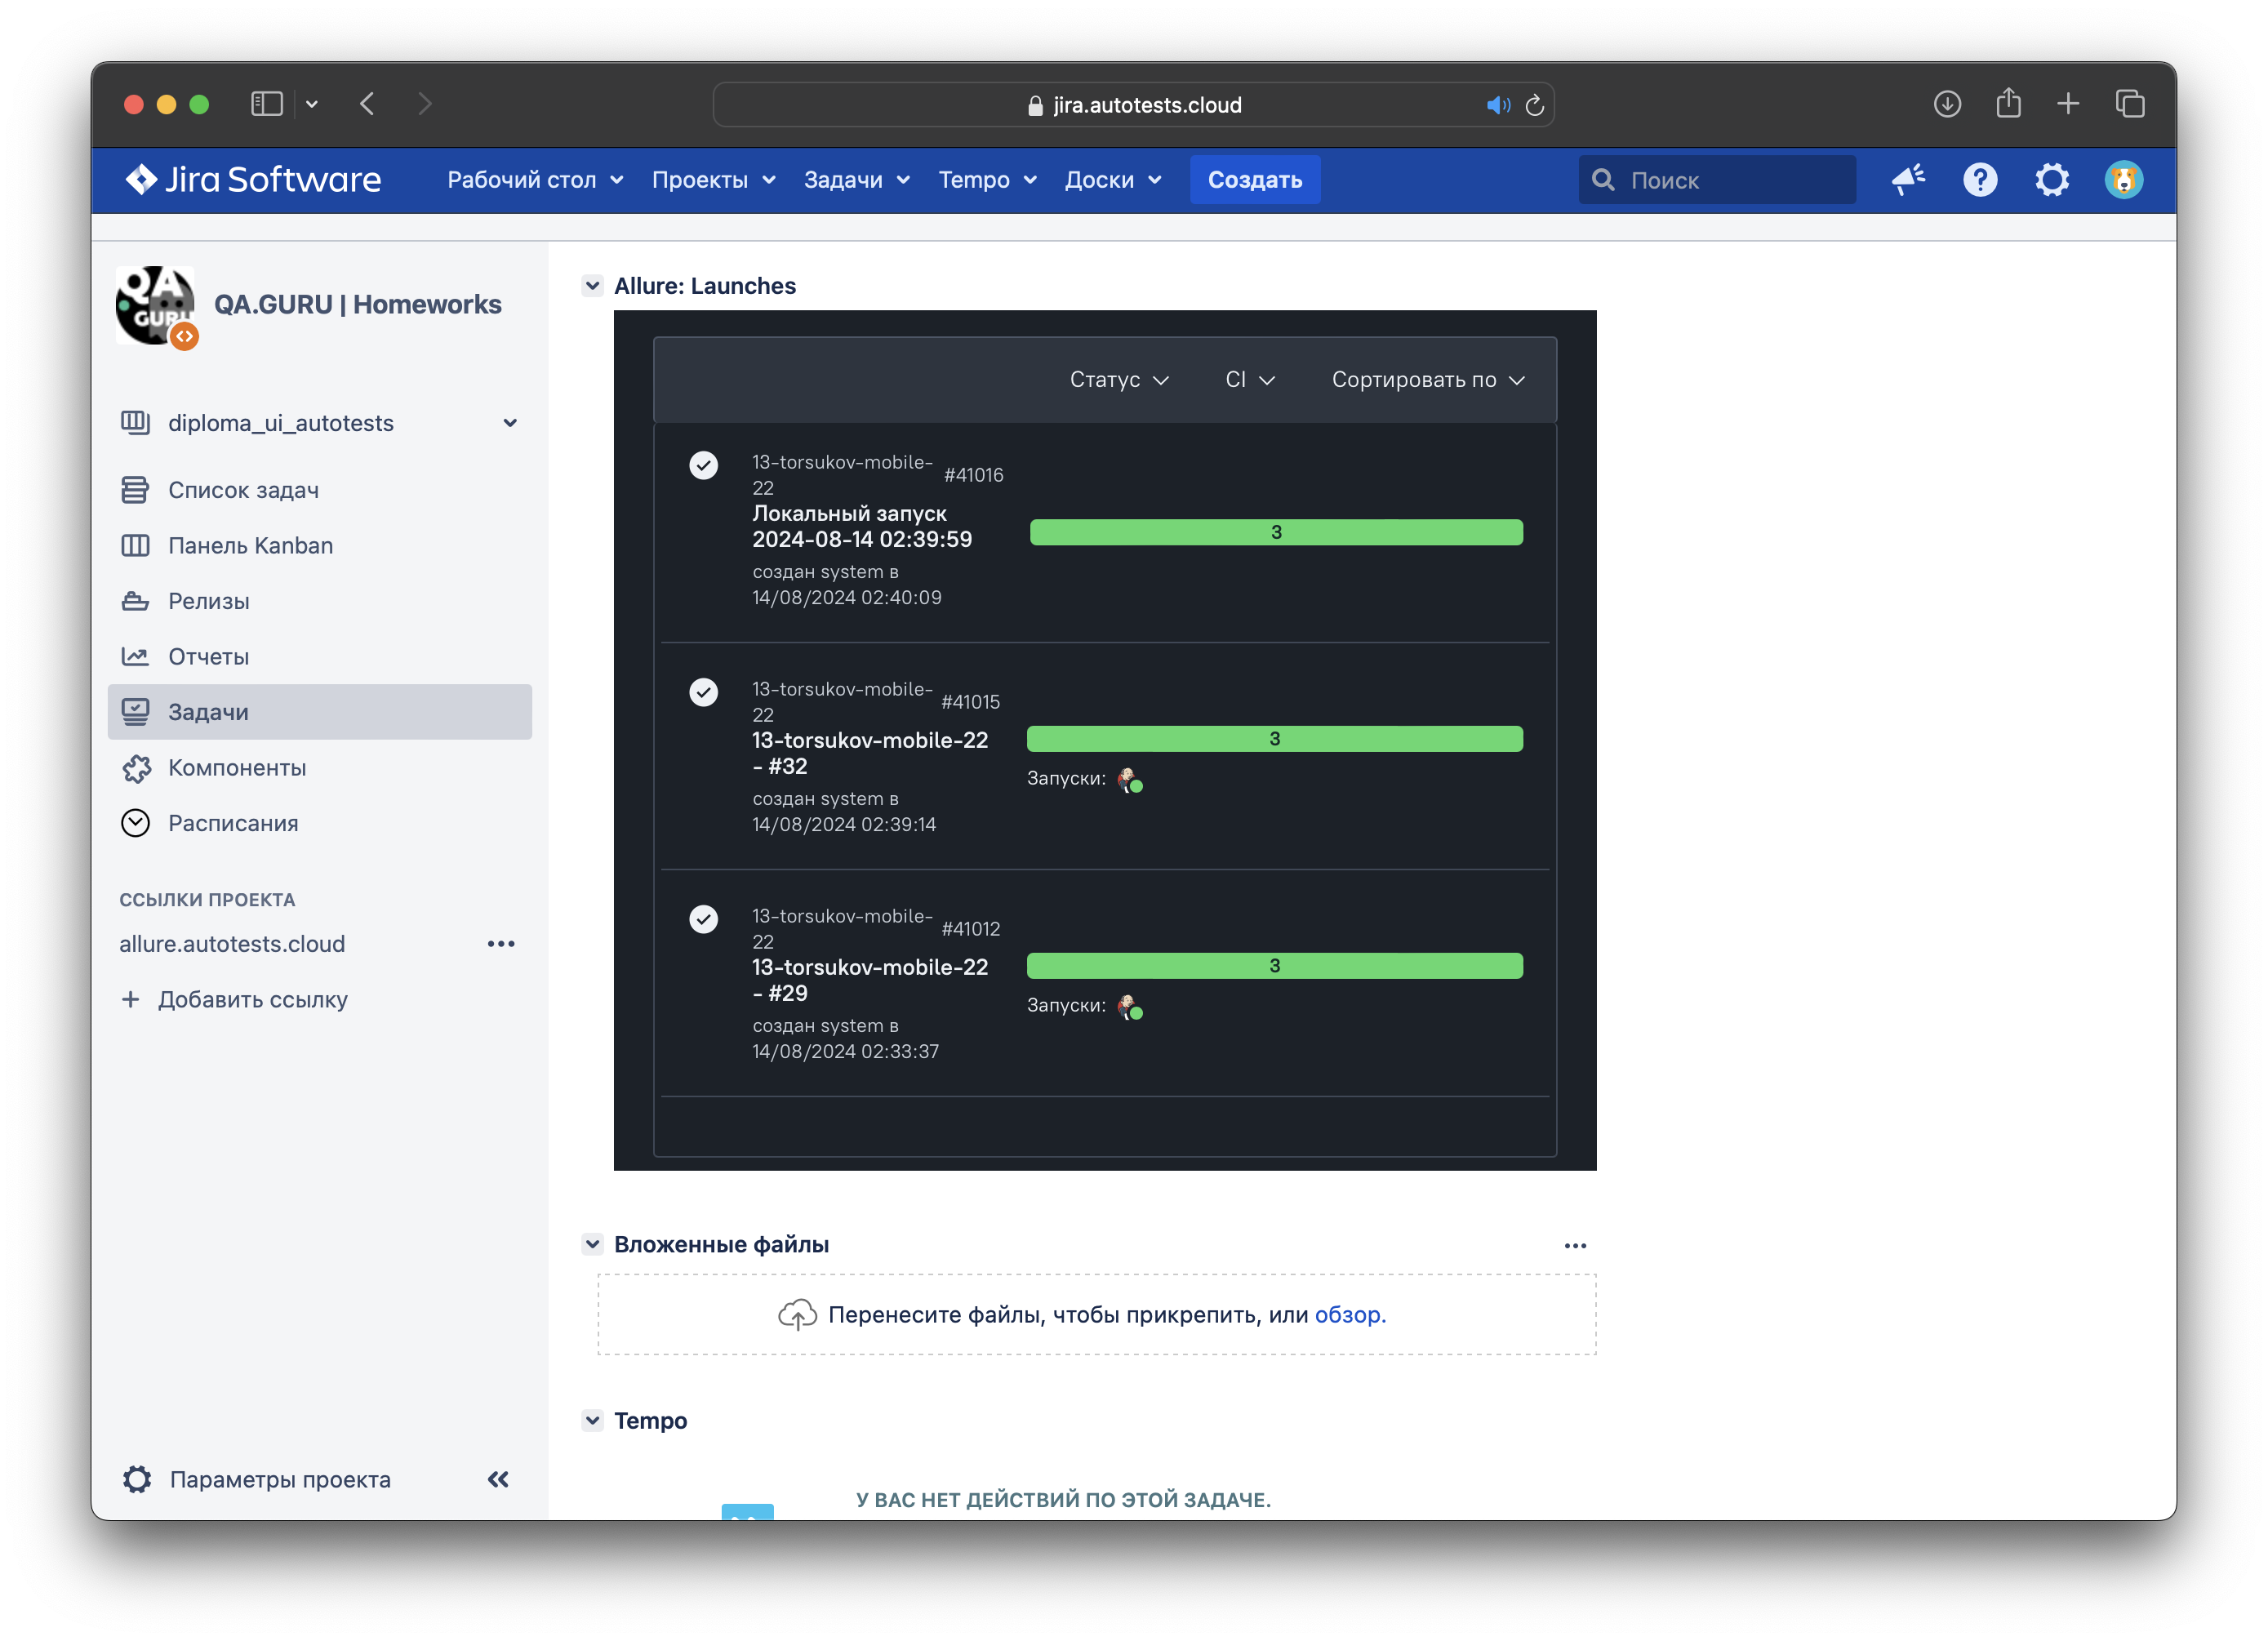 jira.autotests.cloud
Jira Software
Рабочий стол
Проекты
Задачи
Tempo
Доски
Создать
Поиск
QA
GURU
QA.GURU | Homeworks
diploma_ui_autotests
Список задач
Панель Kanban
Релизы
Отчеты
Задачи
Компоненты
Расписания
ССЫЛКИ ПРОЕКТА
allure.autotests.cloud
Добавить ссылку
Параметры проекта
Allure: Launches
Статус
CI
Сортировать по
13-torsukov-mobile-
22
#41016
Локальный запуск
2024-08-14 02:39:59
создан system в
14/08/2024 02:40:09
3
13-torsukov-mobile-
22
#41015
13-torsukov-mobile-22
- #32
создан system в
14/08/2024 02:39:14
3
Запуски:
13-torsukov-mobile-
22
#41012
13-torsukov-mobile-22
- #29
создан system в
14/08/2024 02:33:37
3
Запуски:
Вложенные файлы
Перенесите файлы, чтобы прикрепить, или обзор.
Tempo
У ВАС НЕТ ДЕЙСТВИЙ ПО ЭТОЙ ЗАДАЧЕ.